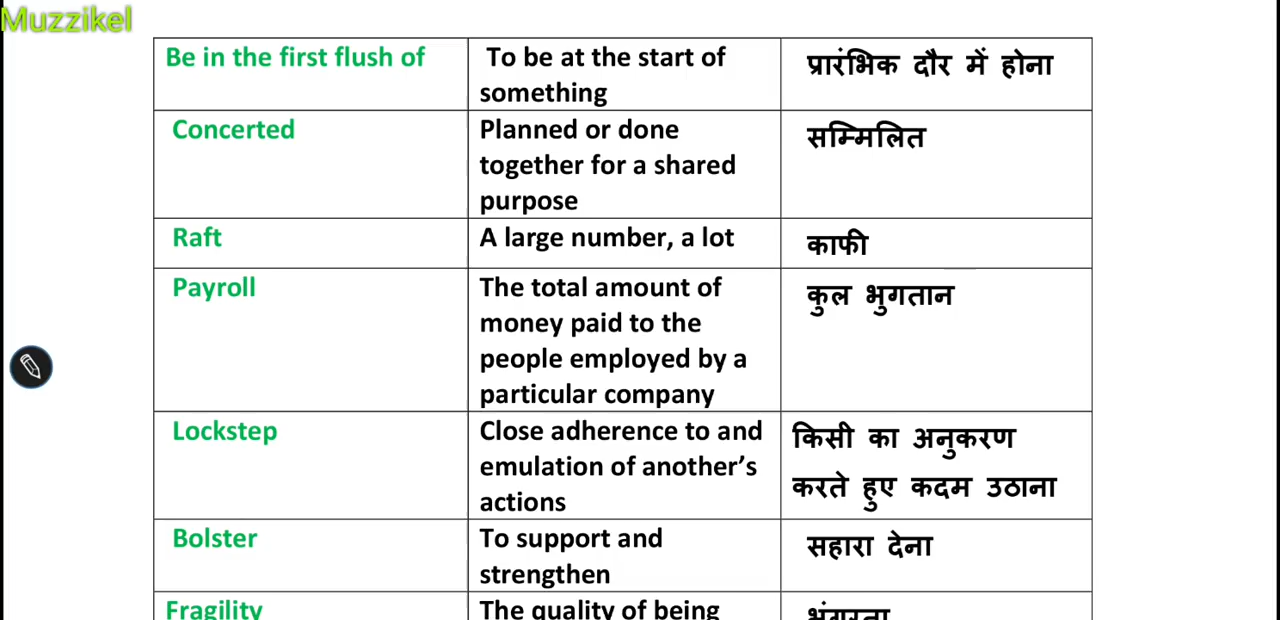 Muzzikel
Be in the first flush of
To be at the start of
something
प्रारंभिक दौर में होना
Concerted
Planned or done
together for a shared
purpose
सम्मिलित
Raft
A large number, a lot
काफी
Payroll
The total amount of
money paid to the
people employed by a
particular company
कुल भुगतान
Lockstep
Close adherence to and
emulation of another’s
actions
किसी का अनुकरण
करते हुए कदम उठाना
Bolster
To support and
strengthen
सहारा देना
Fragility
The quality of being
भंगुरता